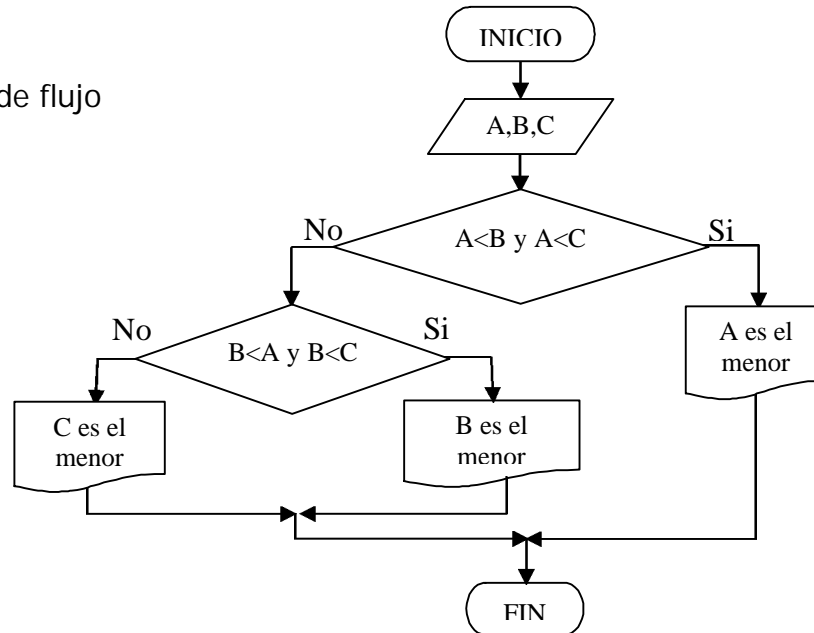 INICIO
de flujo
A,B,C
No
A<B y A<C
Si
No
B<A y B<C
Si
A es el
menor
C es el
menor
B es el
menor
FIN